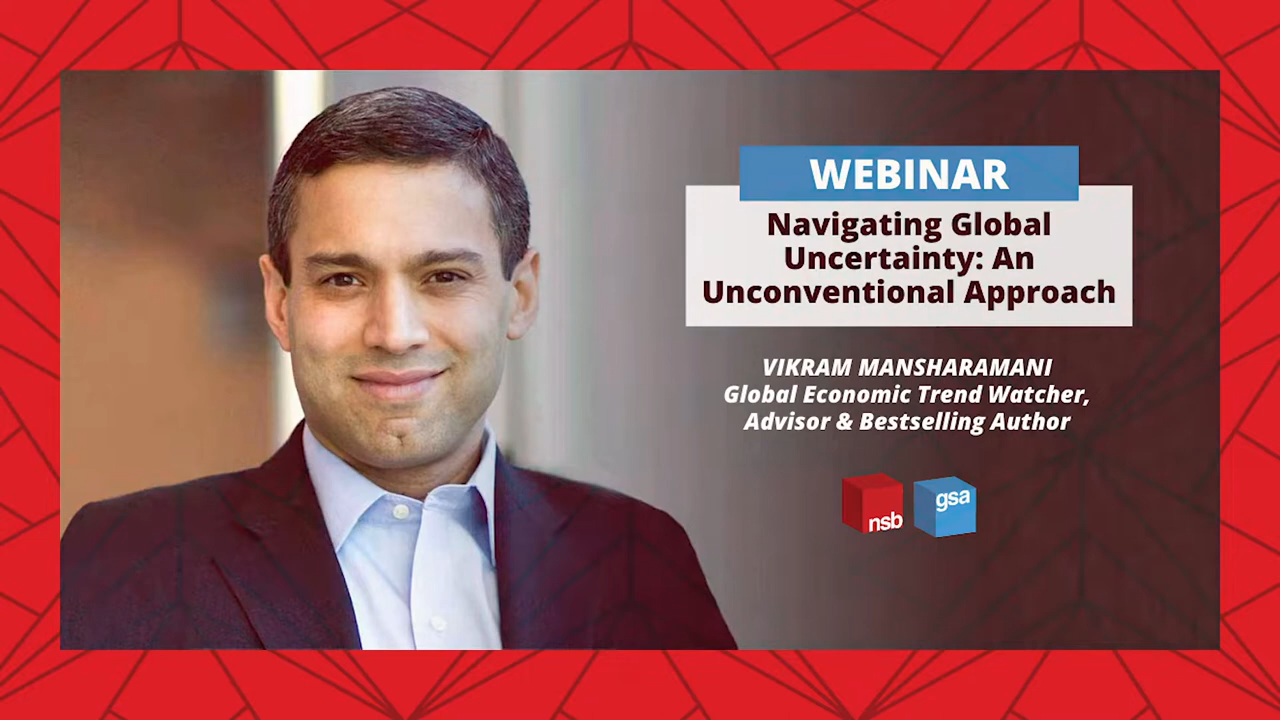 WEBINAR
Navigating Global
Uncertainty: An
Unconventional Approach
VIKRAM MANSHARAMANI
Global Economic Trend Watcher,
Advisor & Bestselling Author
nsb
gsa